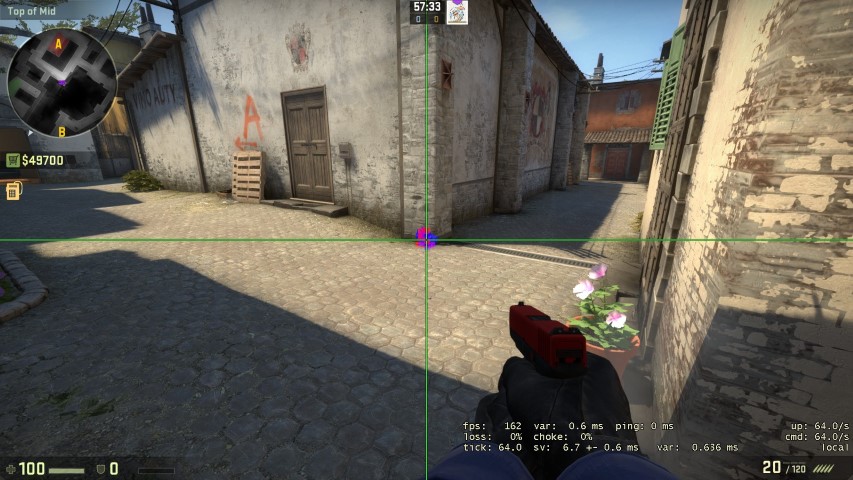 Top of Mid
57:33
0 0
A
B
VINO AUTY
A
$49700
fps: 162 var: 0.6 ms ping: 0 ms
loss: 0% choke: 0%
tick: 64.0 sv: 6.7 +- 0.6 ms var: 0.636 ms
up: 64.0/s
cmd: 64.0/s
local
100
0
20 / 120